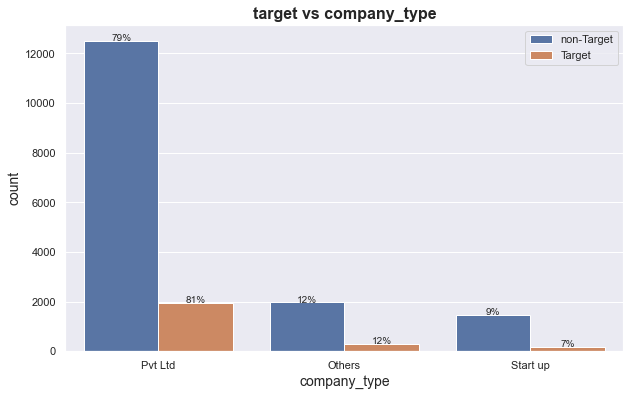 target vs company_type
non-Target
Target
79%
81%
12%
12%
9%
7%
12000
10000
8000
6000
4000
2000
0
count
Pvt Ltd
Others
Start up
company_type